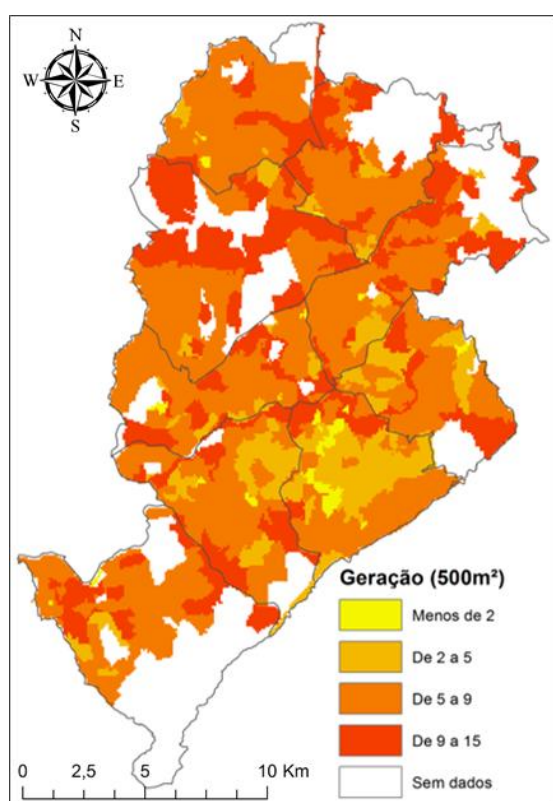 N
W E
S
Geração (500m²)
Menos de 2
De 2 a 5
De 5 a 9
De 9 a 15
Sem dados
0 2,5 5 10 Km